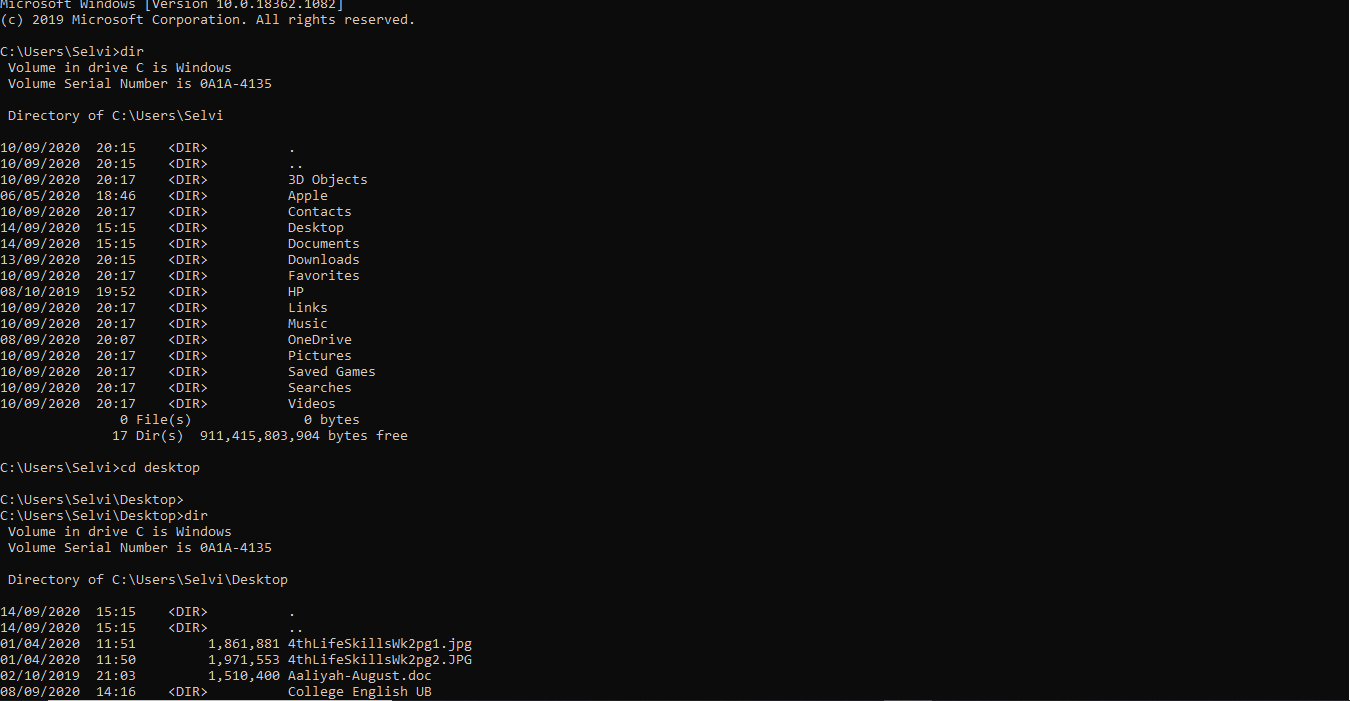 Microsoft Windows [Version 10.0.18362.1082]
(c) 2019 Microsoft Corporation. All rights reserved.
C:\Users\Selvi>dir
Volume in drive C is Windows
Volume Serial Number is 0A1A-4135
Directory of C:\Users\Selvi
10/09/2020  20:15    <DIR>          .
10/09/2020  20:15    <DIR>          ..
10/09/2020  20:17    <DIR>          3D Objects
06/05/2020  18:46    <DIR>          Apple
10/09/2020  20:17    <DIR>          Contacts
14/09/2020  15:15    <DIR>          Desktop
14/09/2020  15:15    <DIR>          Documents
13/09/2020  20:15    <DIR>          Downloads
10/09/2020  20:17    <DIR>          Favorites
08/10/2019  19:52    <DIR>          HP
10/09/2020  20:17    <DIR>          Links
10/09/2020  20:17    <DIR>          Music
08/09/2020  20:07    <DIR>          OneDrive
10/09/2020  20:17    <DIR>          Pictures
10/09/2020  20:17    <DIR>          Saved Games
10/09/2020  20:17    <DIR>          Searches
10/09/2020  20:17    <DIR>          Videos
0 File(s)              0 bytes
17 Dir(s)  911,415,803,904 bytes free
C:\Users\Selvi>cd desktop
C:\Users\Selvi\Desktop>
C:\Users\Selvi\Desktop>dir
Volume in drive C is Windows
Volume Serial Number is 0A1A-4135
Directory of C:\Users\Selvi\Desktop
14/09/2020  15:15    <DIR>          .
14/09/2020  15:15    <DIR>          ..
01/04/2020  11:51         1,861,881 4thLifeSkillsWk2pg1.jpg
01/04/2020  11:50         1,971,553 4thLifeSkillsWk2pg2.JPG
02/10/2019  21:03         1,510,400 Aaliyah-August.doc
08/09/2020  14:16    <DIR>          College English UB